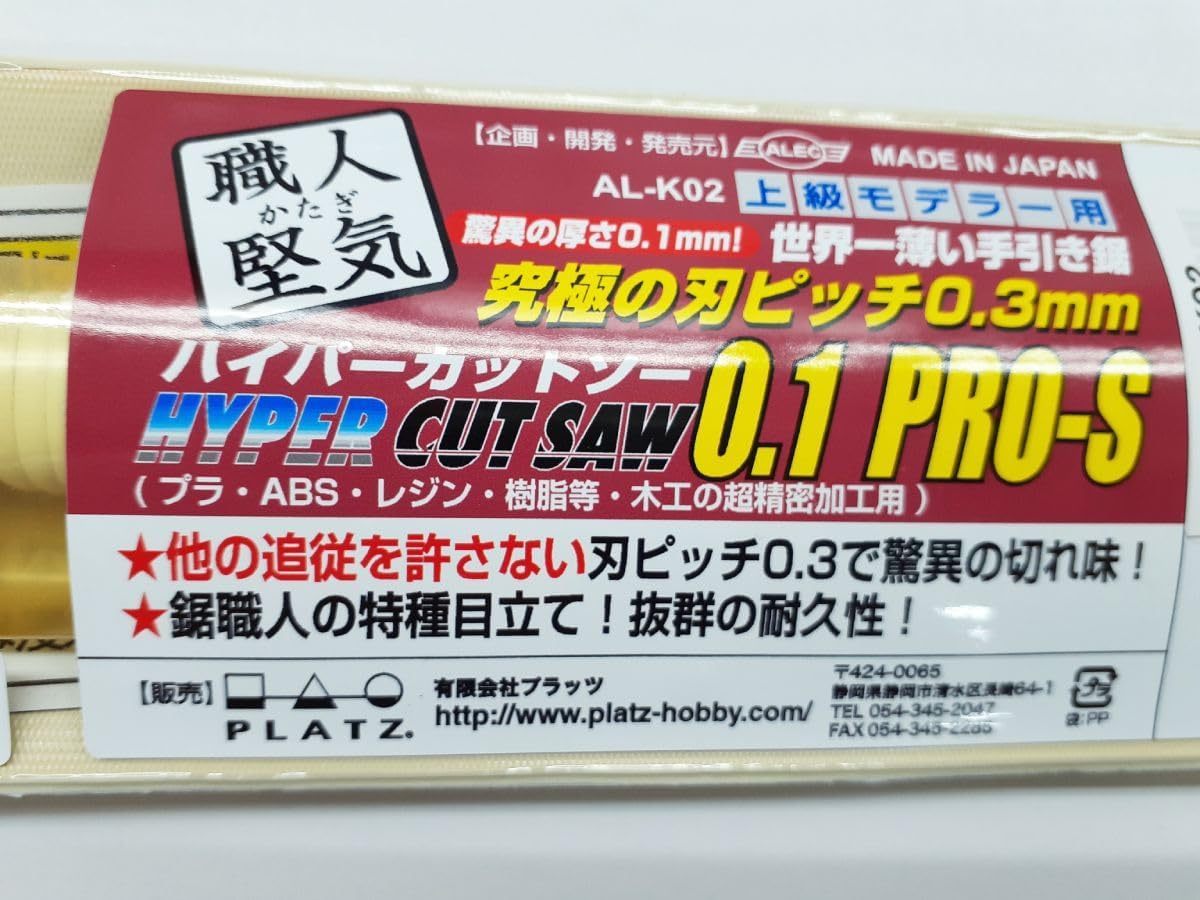 職人
かたぎ
堅気
【企画・開発・発売元】 ALEC MADE IN JAPAN
AL-K02 上級モデラー用
驚異の厚さ0.1mm! 世界一薄い手引き鋸
究極の刃ピッチ0.3mm
ハイパーカットソー
HYPER CUT SAW 0.1 PRO-S
(プラ・ABS・レジン・樹脂等・木工の超精密加工用)
★他の追従を許さない刃ピッチ0.3で驚異の切れ味!
★鋸職人の特種目立て!抜群の耐久性!
【販売】 PLATZ.
有限会社プラッツ
http://www.platz-hobby.com/
〒424-0065
静岡県静岡市清水区長崎64-1
TEL 054-345-2047
FAX 054-345-2285
プラ
袋:PP